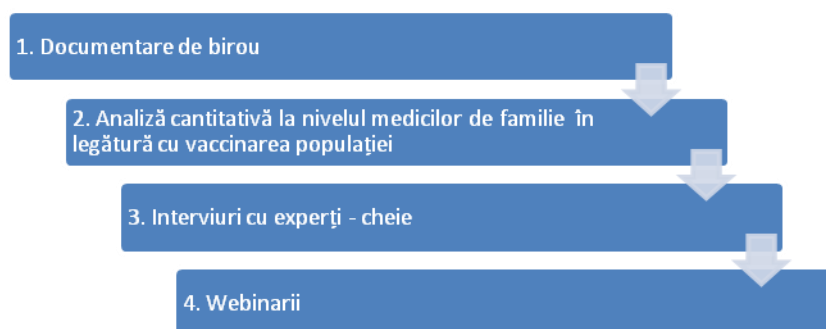 1. Documentare de birou
2. Analiză cantitativă la nivelul medicilor de familie în
legătură cu vaccinarea populației
3. Interviuri cu experți - cheie
4. Webinarii